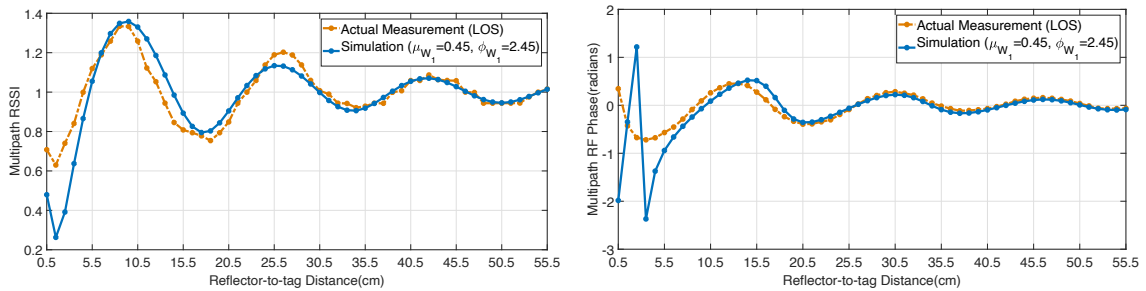 Multipath RSSI
1.4
1.2
1
0.8
0.6
0.4
0.2
Actual Measurement (LOS)
Simulation (μ_W_1 =0.45, ϕ_W_1 =2.45)
0.5 5.5 10.5 15.5 20.5 25.5 30.5 35.5 40.5 45.5 50.5 55.5
Reflector-to-tag Distance(cm)
Multipath RF Phase(radians)
2
1
0
-1
-2
-3
Actual Measurement (LOS)
Simulation (μ_W_1 =0.45, ϕ_W_1 =2.45)
0.5 5.5 10.5 15.5 20.5 25.5 30.5 35.5 40.5 45.5 50.5 55.5
Reflector-to-tag Distance(cm)